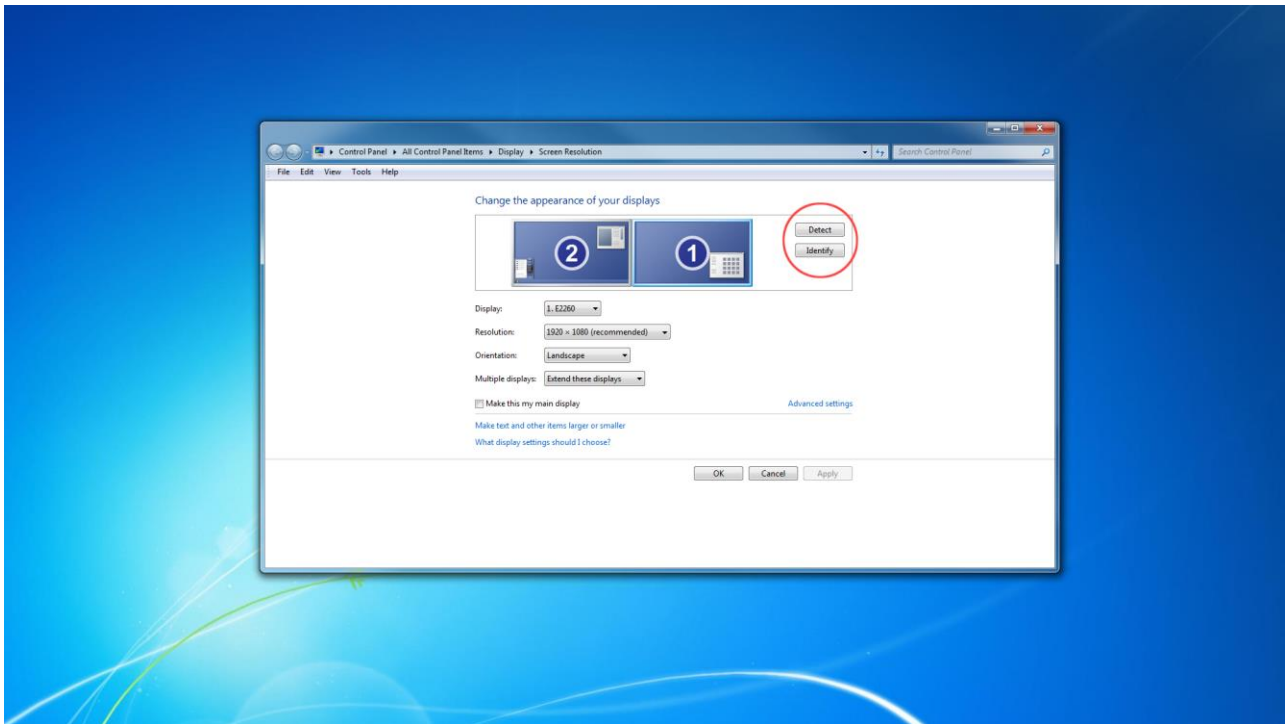 Control Panel ▸ All Control Panel Items ▸ Display ▸ Screen Resolution
Search Control Panel
File Edit View Tools Help
Change the appearance of your displays
2 1
Detect
Identify
Display: 1. E2260
Resolution: 1920 × 1080 (recommended)
Orientation: Landscape
Multiple displays: Extend these displays
Make this my main display
Advanced settings
Make text and other items larger or smaller
What display settings should I choose?
OK Cancel Apply